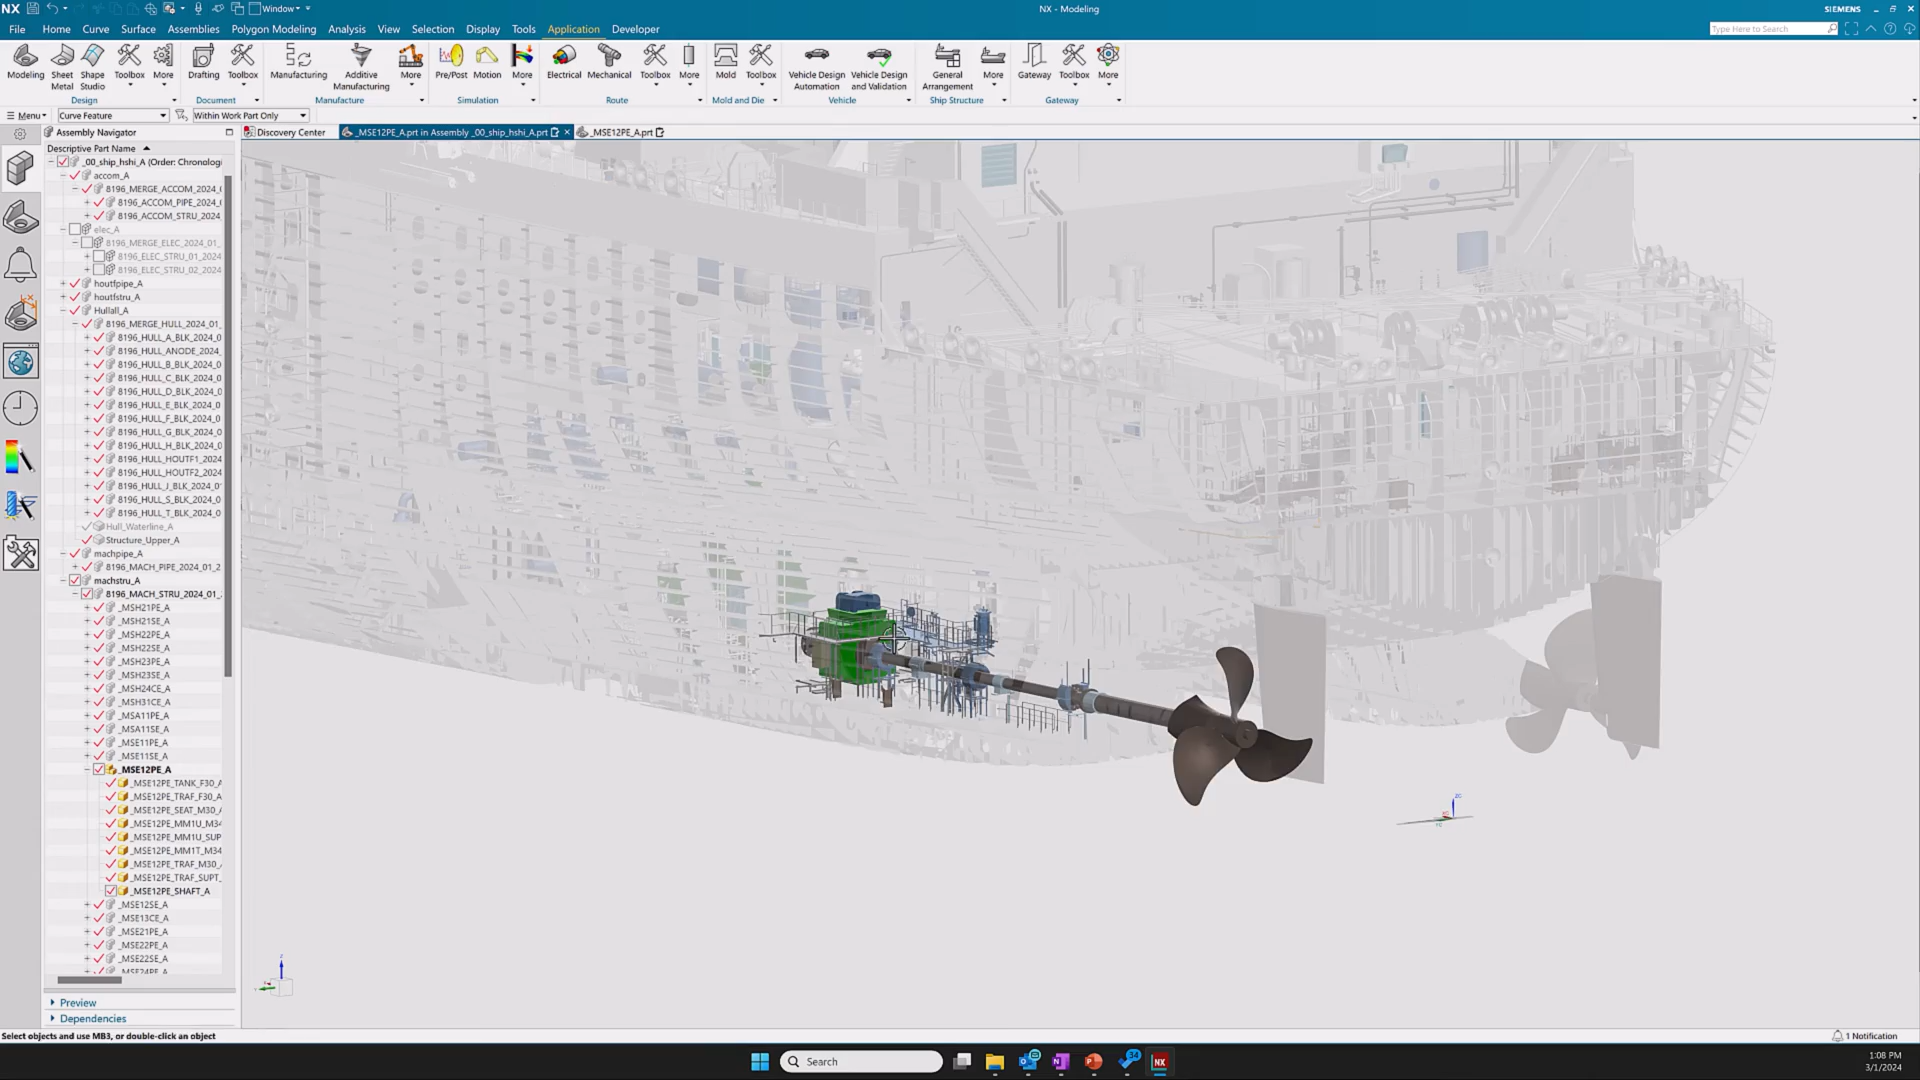 NX
Window
NX - Modeling
SIEMENS
File Home Curve Surface Assemblies Polygon Modeling Analysis View Selection Display Tools Application Developer
Type Here to Search
Modeling Sheet Metal Shape Studio Toolbox More Drafting Toolbox Manufacturing Additive Manufacturing More Pre/Post Motion More Electrical Mechanical Toolbox More Mold Toolbox Vehicle Design Automation Vehicle Design and Validation General Arrangement More Gateway Toolbox More
Design Document Manufacture Simulation Route Mold and Die Vehicle Ship Structure Gateway
Menu Curve Feature Within Work Part Only
Assembly Navigator
Discovery Center
_MSE12PE_A.prt in Assembly _00_ship_hshi_A.prt
_MSE12PE_A.prt
Descriptive Part Name
_00_ship_hshi_A (Order: Chronologi
accom_A
8196_MERGE_ACCOM_2024_
8196_ACCOM_PIPE_2024_
8196_ACCOM_STRU_2024
elec_A
8196_MERGE_ELEC_2024_01_
8196_ELEC_STRU_01_2024
8196_ELEC_STRU_02_2024
houtfpipe_A
houtfstru_A
Hullall_A
8196_MERGE_HULL_2024_01_
8196_HULL_A_BLK_2024_0
8196_HULL_ANODE_2024_
8196_HULL_B_BLK_2024_0
8196_HULL_C_BLK_2024_0
8196_HULL_D_BLK_2024_0
8196_HULL_E_BLK_2024_0
8196_HULL_F_BLK_2024_0
8196_HULL_G_BLK_2024_0
8196_HULL_H_BLK_2024_0
8196_HULL_HOUTF1_2024
8196_HULL_HOUTF2_2024
8196_HULL_J_BLK_2024_0
8196_HULL_S_BLK_2024_0
8196_HULL_T_BLK_2024_0
Hull_Waterline_A
Structure_Upper_A
machpipe_A
8196_MACH_PIPE_2024_01_2
machstru_A
8196_MACH_STRU_2024_01_
_MSH21PE_A
_MSH21SE_A
_MSH22PE_A
_MSH22SE_A
_MSH23PE_A
_MSH23SE_A
_MSH24CE_A
_MSH31CE_A
_MSA11PE_A
_MSA11SE_A
_MSE11PE_A
_MSE11SE_A
_MSE12PE_A
_MSE12PE_TANK_F30_A
_MSE12PE_TRAF_F30_A
_MSE12PE_SEAT_M30_
_MSE12PE_MM1U_M34
_MSE12PE_MM1U_SUP
_MSE12PE_MM1T_M34
_MSE12PE_TRAF_M30_
_MSE12PE_TRAF_SUPT_
_MSE12PE_SHAFT_A
_MSE12SE_A
_MSE13CE_A
_MSE21PE_A
_MSE22PE_A
_MSE22SE_A
_MSE24PE_A
Preview
Dependencies
Select objects and use MB3, or double-click an object
1 Notification
Search
34
NX
1:08 PM
3/1/2024